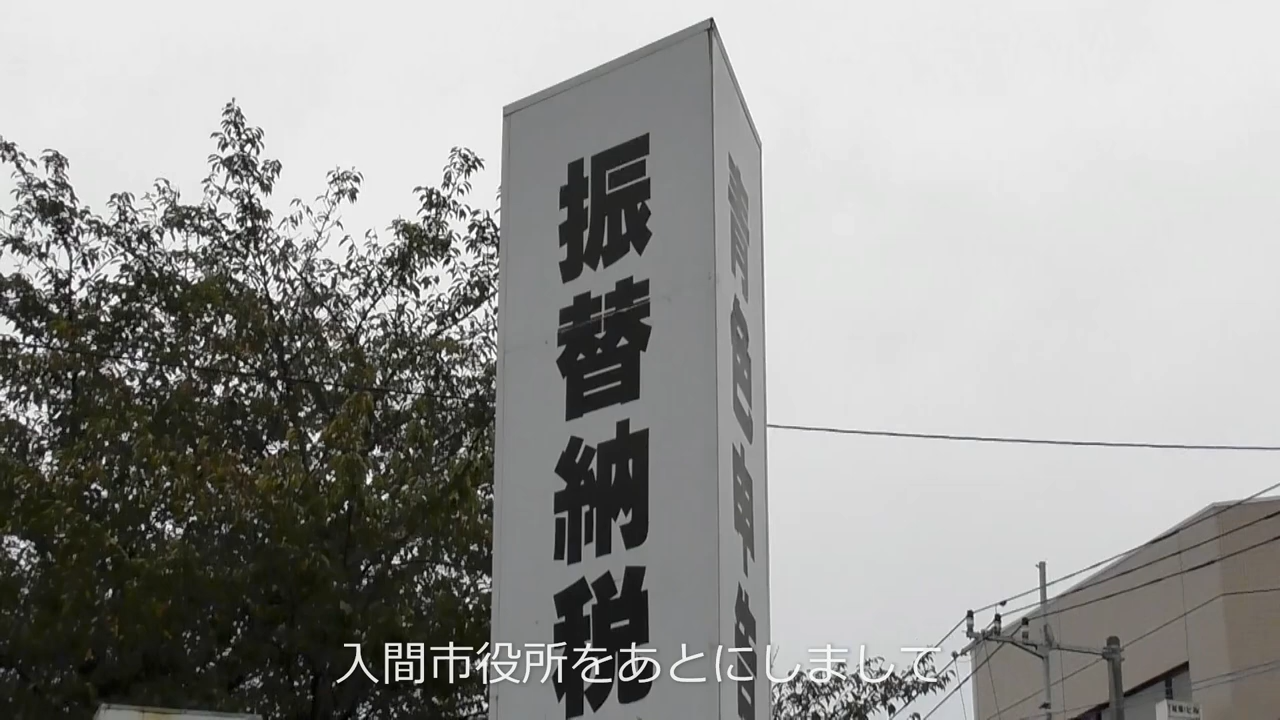 振替納税
青色申告
入間市役所をあとにしまして